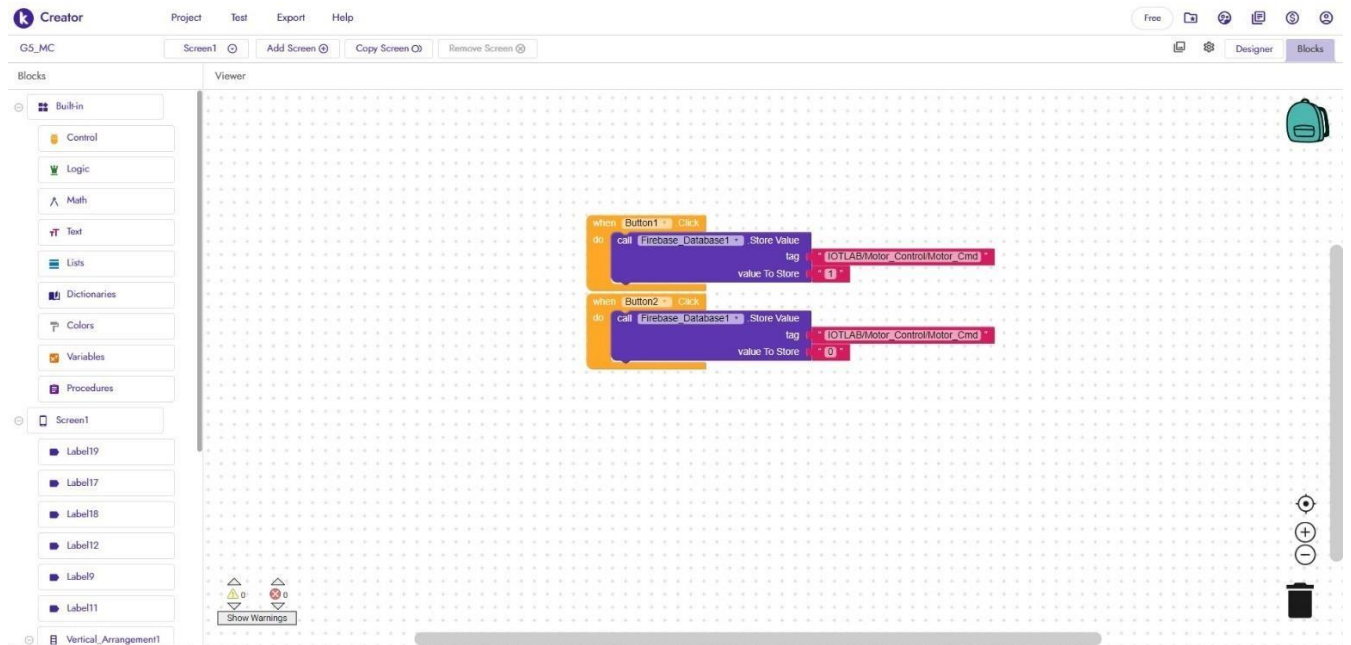 Creator Project Test Export Help Free
G5_MC Screen1 Add Screen Copy Screen Remove Screen Designer Blocks
Blocks Viewer
Built-in
Control
Logic
Math
Text
Lists
Dictionaries
Colors
Variables
Procedures
Screen1
Label19
Label17
Label18
Label12
Label9
Label11
Vertical_Arrangement1
when Button1 Click
do call Firebase_Database1 Store Value
tag " IOTLAB/Motor_Control/Motor_Cmd "
value To Store " 1 "
when Button2 Click
do call Firebase_Database1 Store Value
tag " IOTLAB/Motor_Control/Motor_Cmd "
value To Store " 0 "
0 0
Show Warnings